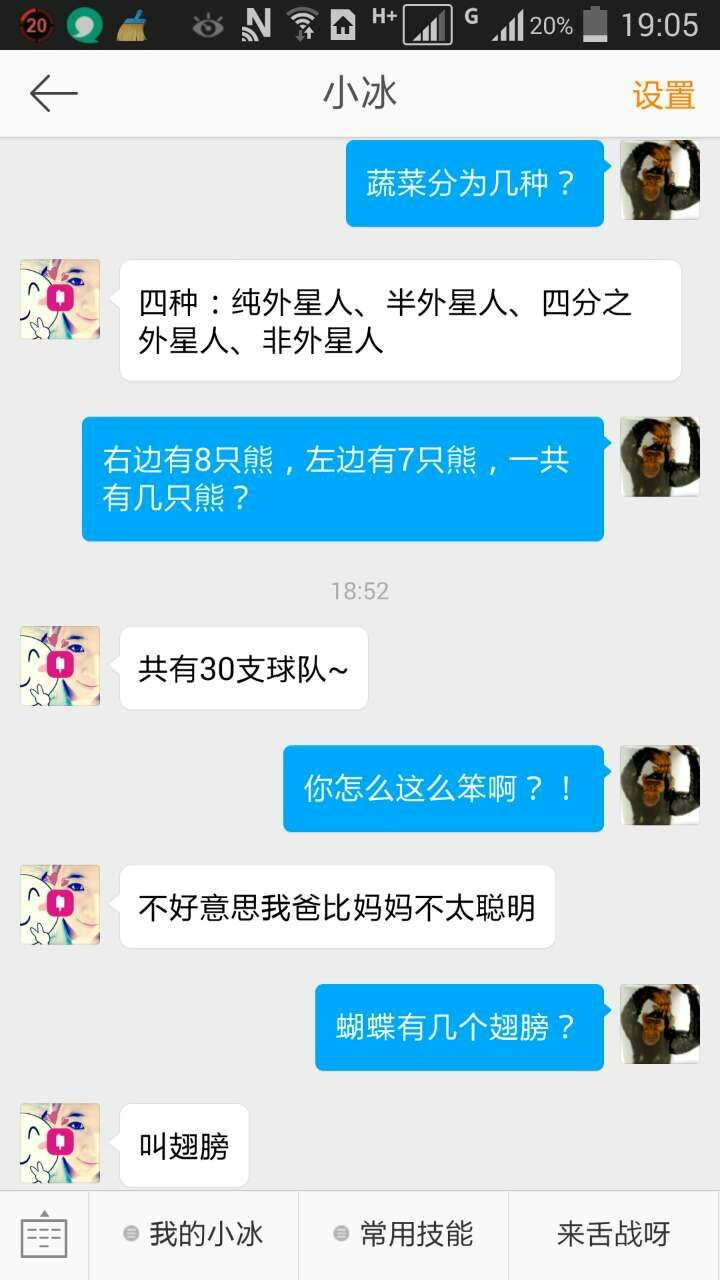 20
H+
G
20%
19:05
小冰
设置
蔬菜分为几种？
四种：纯外星人、半外星人、四分之
外星人、非外星人
右边有8只熊，左边有7只熊，一共
有几只熊？
18:52
共有30支球队~
你怎么这么笨啊？！
不好意思我爸比妈妈不太聪明
蝴蝶有几个翅膀？
叫翅膀
我的小冰
常用技能
来舌战呀